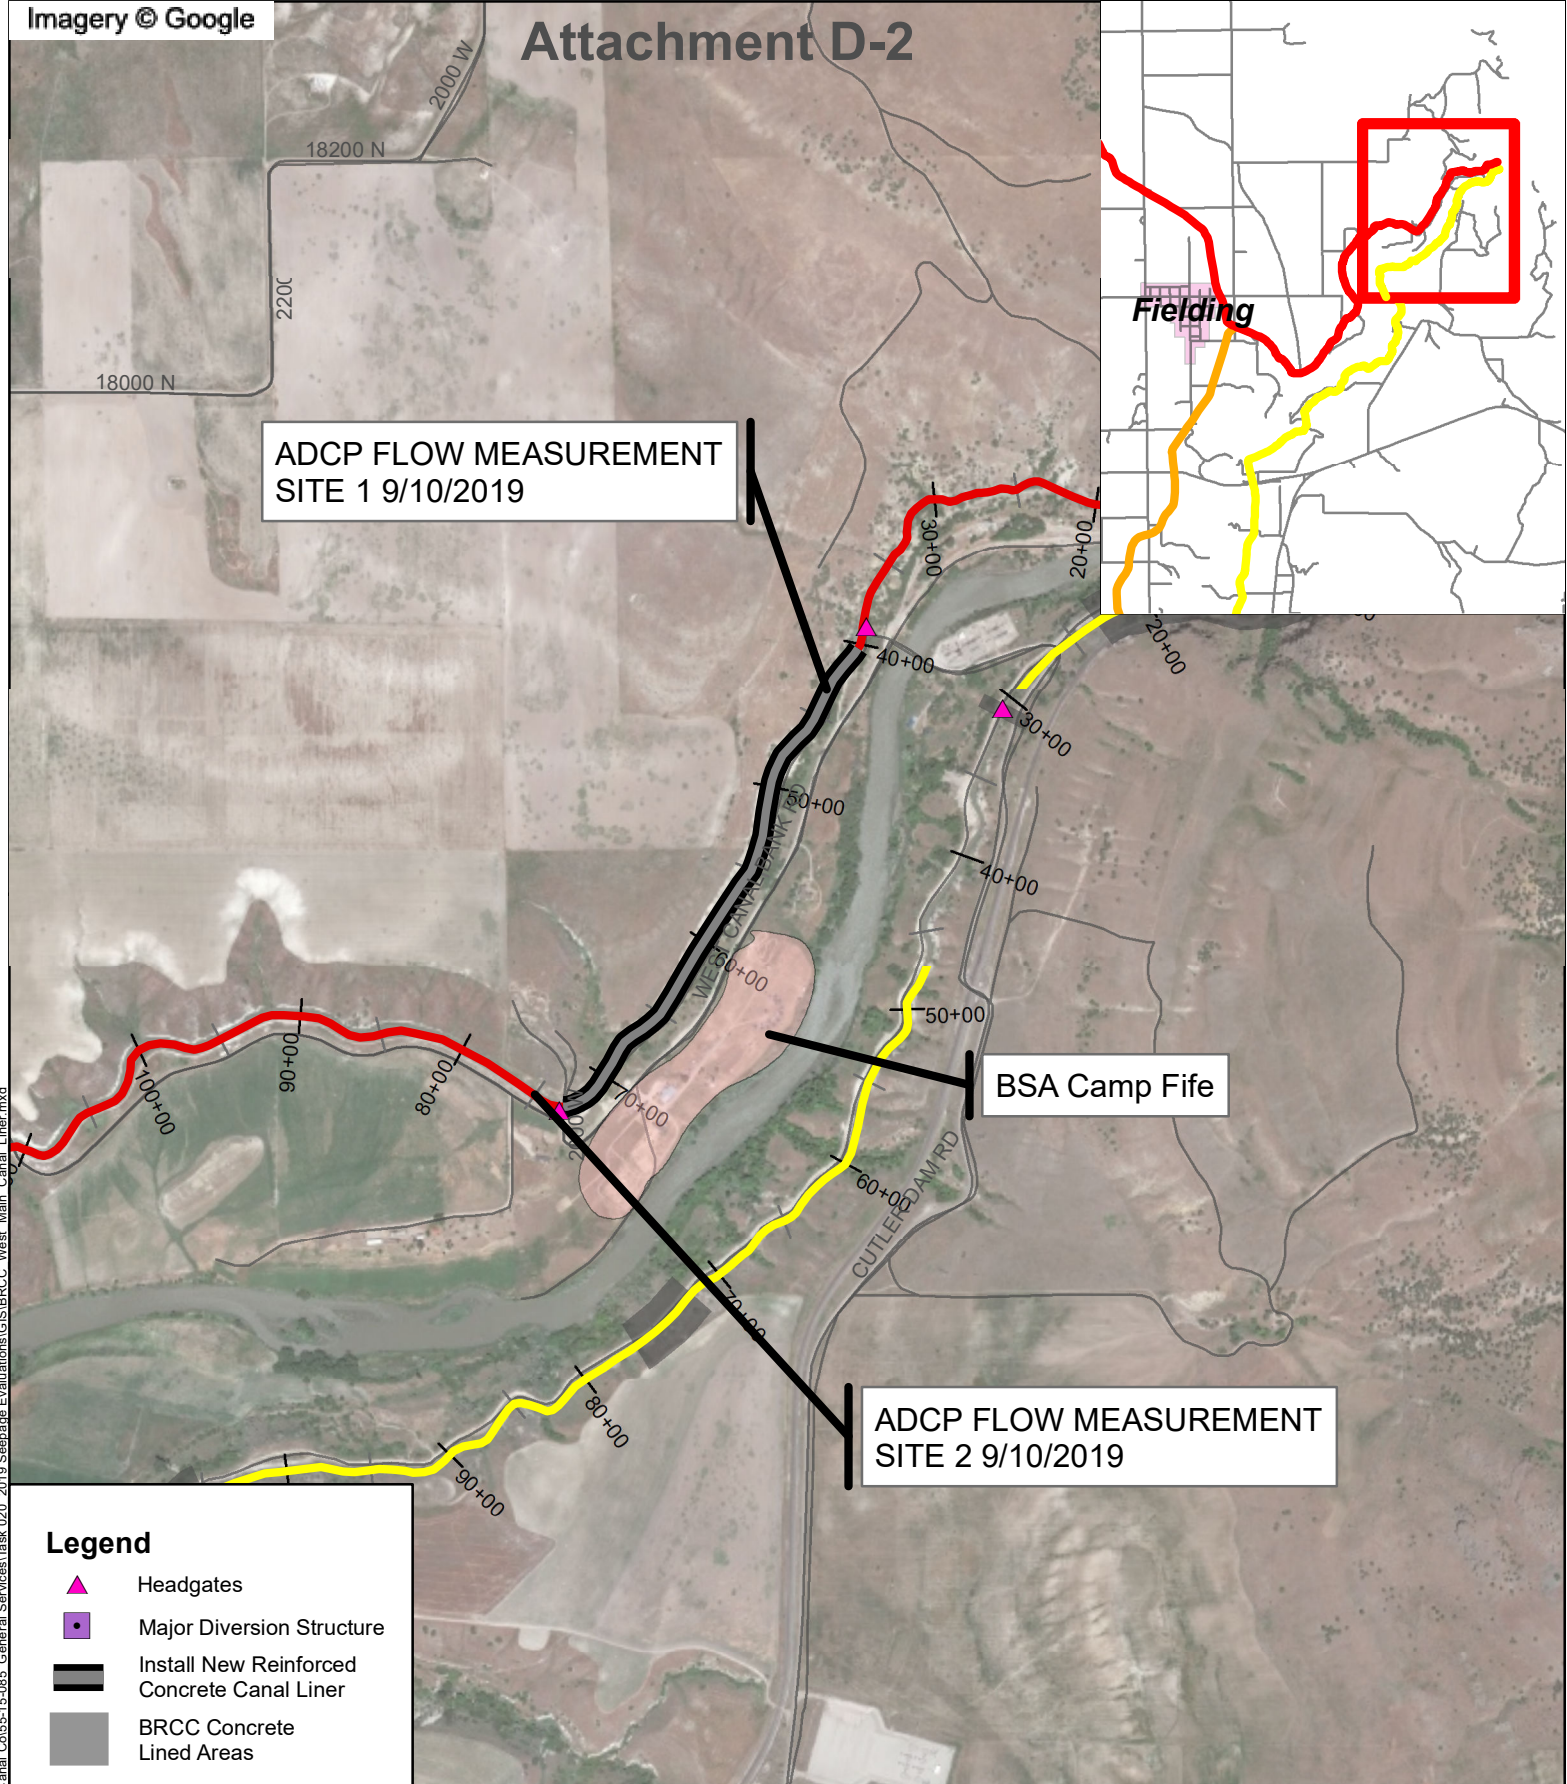 Imagery © Google
Attachment D-2
2000 W
18200 N
18000 N
Fielding
ADCP FLOW MEASUREMENT
SITE 1 9/10/2019
30+00
20+00
40+00
20+00
30+00
50+00
40+00
WEST CANAL BANK RD
60+00
50+00
90+00
80+00
100+00
70+00
BSA Camp Fife
60+00
CUTLER DAM RD
70+00
80+00
90+00
ADCP FLOW MEASUREMENT
SITE 2 9/10/2019
Legend
Headgates
Major Diversion Structure
Install New Reinforced
Concrete Canal Liner
BRCC Concrete
Lined Areas